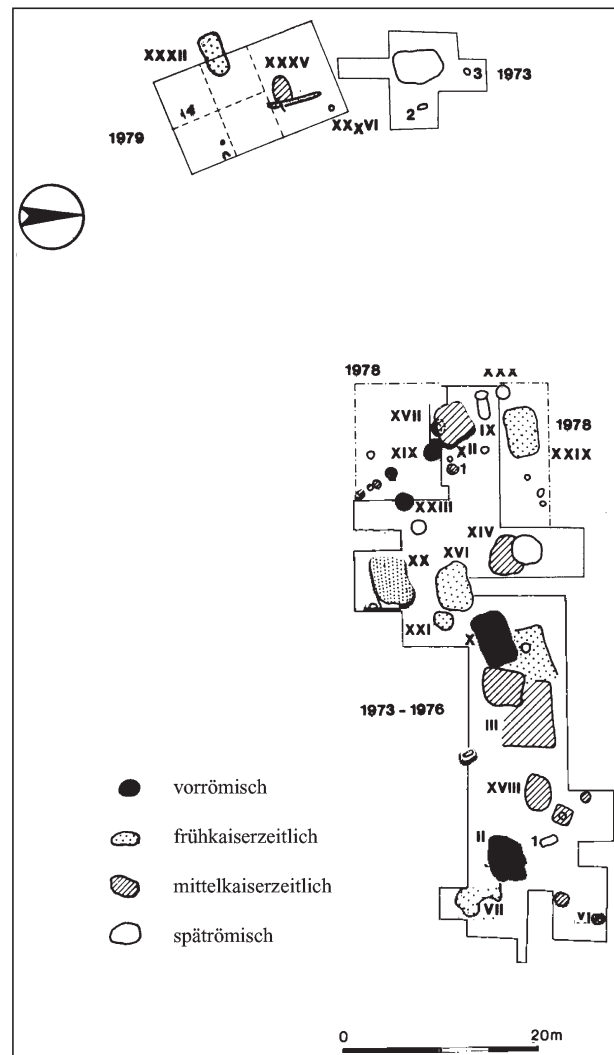 XXXII
XXXV
3 1973
14
2
XXXVI
1979
1978
XXX
XVII
IX
1978
XIX
XII
XXIX
1
XXIII
XIV
XX
XVI
XXI
X
1973 - 1976
III
XVIII
vorrömisch
II
1
frühkaiserzeitlich
mittelkaiserzeitlich
VII
VI
spätrömisch
0
20m